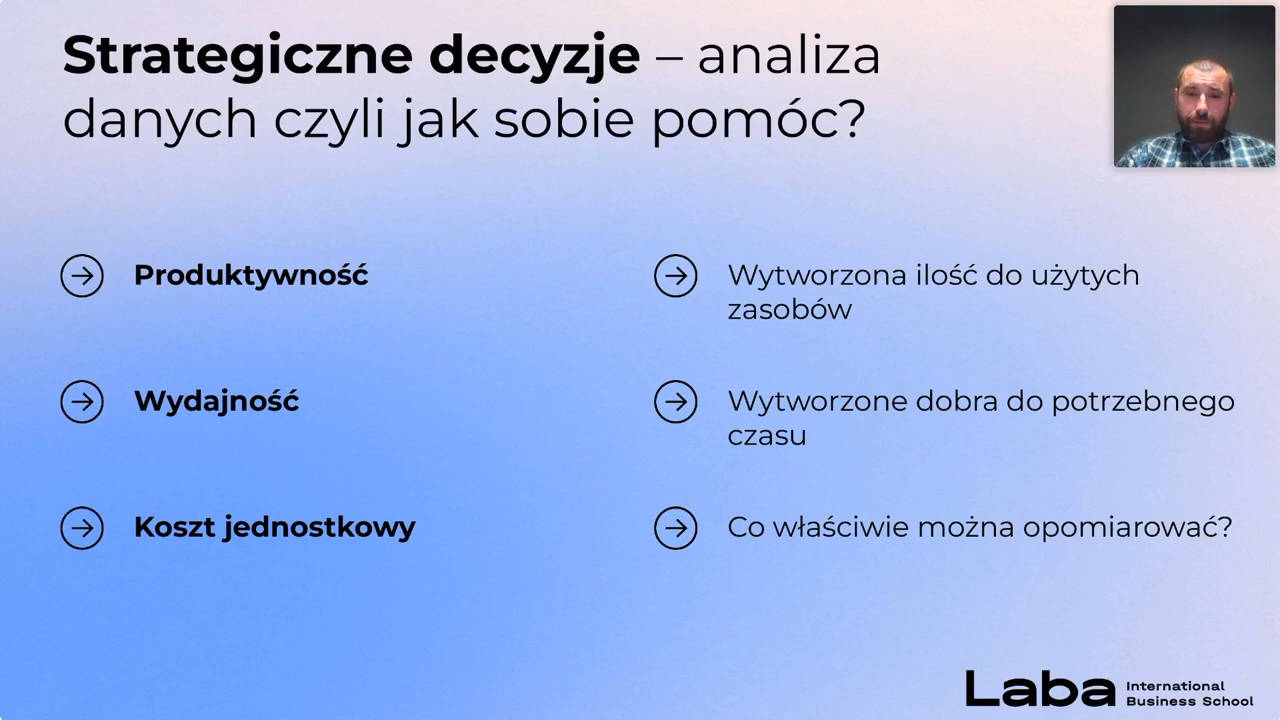 Strategiczne decyzje – analiza
danych czyli jak sobie pomóc?
Produktywność
Wytworzona ilość do użytych
zasobów
Wydajność
Wytworzone dobra do potrzebnego
czasu
Koszt jednostkowy
Co właściwie można opomiarować?
Laba International
Business School